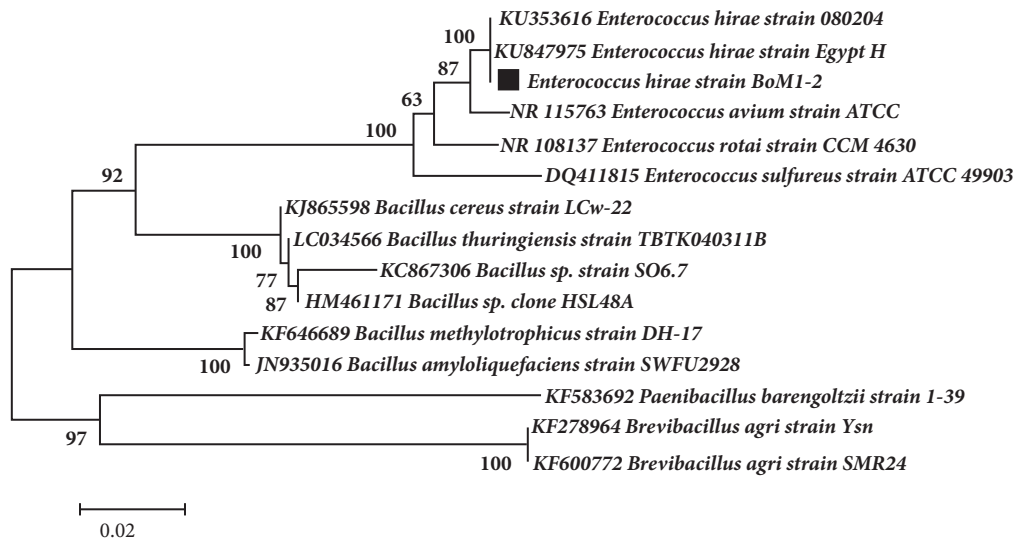 KU353616 Enterococcus hirae strain 080204
100
KU847975 Enterococcus hirae strain Egypt H
87
Enterococcus hirae strain BoM1-2
63
NR 115763 Enterococcus avium strain ATCC
100
NR 108137 Enterococcus rotai strain CCM 4630
92
DQ411815 Enterococcus sulfureus strain ATCC 49903
KJ865598 Bacillus cereus strain LCw-22
100
LC034566 Bacillus thuringiensis strain TBTK040311B
77
KC867306 Bacillus sp. strain SO6.7
87
HM461171 Bacillus sp. clone HSL48A
KF646689 Bacillus methylotrophicus strain DH-17
100
JN935016 Bacillus amyloliquefaciens strain SWFU2928
KF583692 Paenibacillus barengoltzii strain 1-39
97
KF278964 Brevibacillus agri strain Ysn
100
KF600772 Brevibacillus agri strain SMR24
0.02